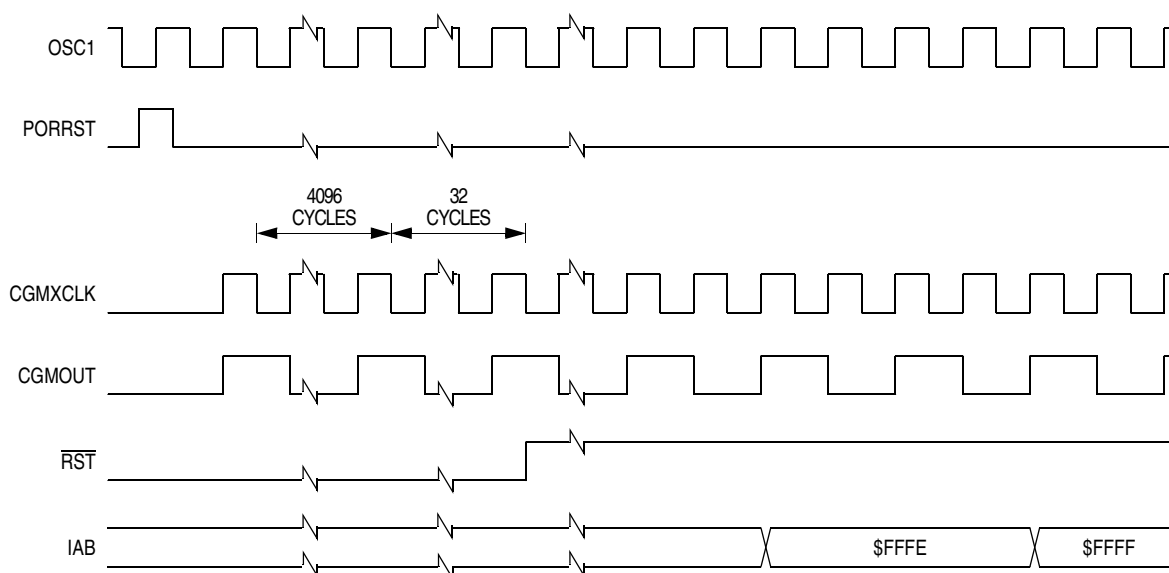 OSC1
PORRST
4096
CYCLES
32
CYCLES
CGMXCLK
CGMOUT
RST
IAB
$FFFE
$FFFF